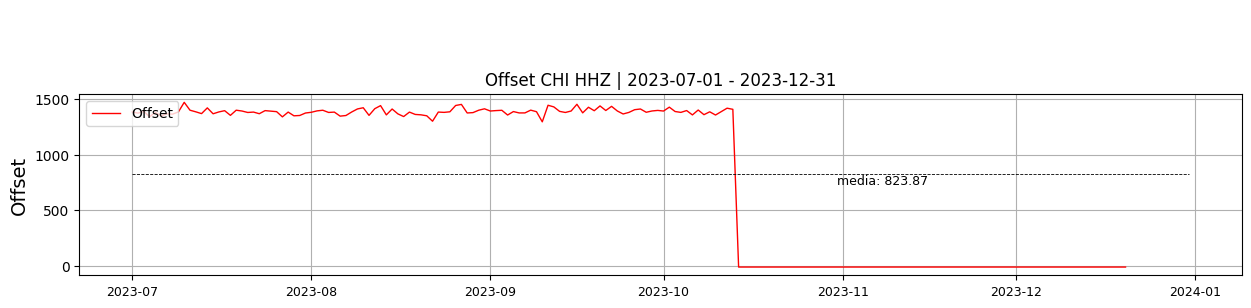 Offset CHI HHZ | 2023-07-01 - 2023-12-31
Offset
1500
1000
500
0
Offset
media: 823.87
2023-07
2023-08
2023-09
2023-10
2023-11
2023-12
2024-01